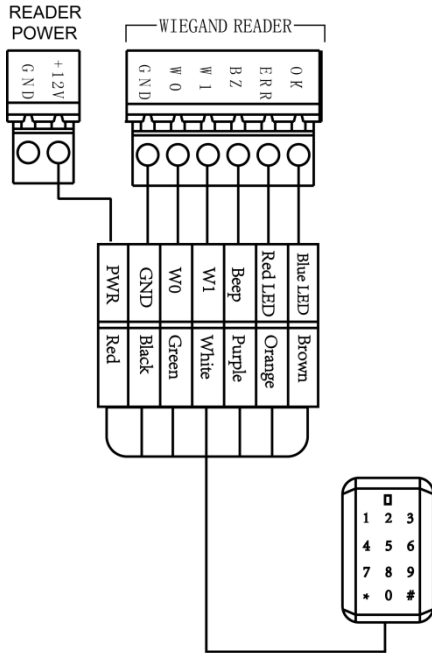 READER
POWER
WIEGAND READER
GND
+12V
GND
W0
W1
BZ
ERR
OK
PWR
GND
W0
W1
Beep
Red LED
Blue LED
Red
Black
Green
White
Purple
Orange
Brown
1 2 3
4 5 6
7 8 9
* 0 #